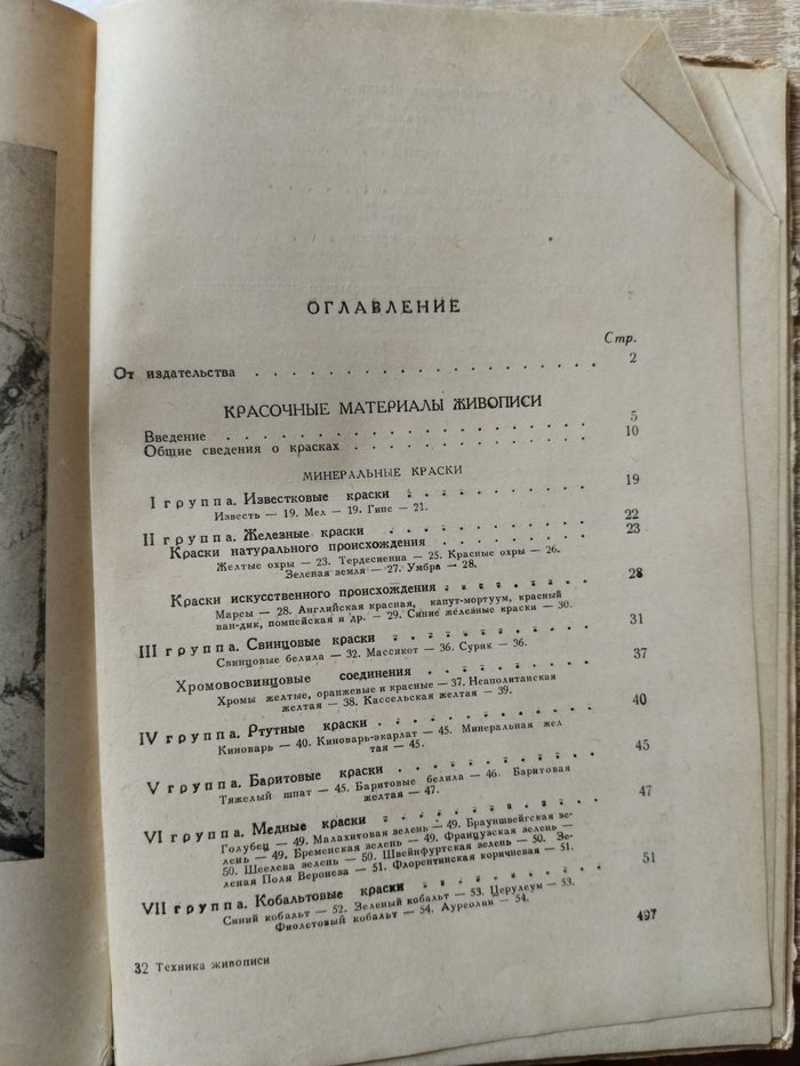 ОГЛАВЛЕНИЕ
Стр.
От издательства . . . . . . . . . . . . . . . . . . 2
КРАСОЧНЫЕ МАТЕРИАЛЫ ЖИВОПИСИ
Введение . . . . . . . . . . . . . . . . 5
Общие сведения о красках . . . . . . . . . . . 10
МИНЕРАЛЬНЫЕ КРАСКИ
I группа. Известковые краски . . . . . . . . . 19
Известь — 19. Мел — 19. Гипс — 21.
II группа. Железные краски . . . . . . . . . 22
Краски натурального происхождения . . . . . . . 23
Желтые охры — 23. Тердесиенна — 25. Красные охры — 26.
Зеленая земля — 27. Умбра — 28.
Краски искусственного происхождения . . . . . . . 28
Марсы — 28. Английская красная, капут-мортуум, красный
ван-дик, помпейская и др. — 29. Синие железные краски — 30.
III группа. Свинцовые краски . . . . . . . . . 31
Свинцовые белила — 32. Массикот — 36. Сурик — 36.
Хромовосвинцовые соединения . . . . . . . . 37
Хромы желтые, оранжевые и красные — 37. Неаполитанская
желтая — 38. Кассельская желтая — 39.
IV группа. Ртутные краски . . . . . . . . . . 40
Киноварь — 40. Киноварь-экарлат — 45. Минеральная жел
тая — 45.
V группа. Баритовые краски . . . . . . . . . 45
Тяжелый шпат — 45. Баритовые белила — 46. Баритовая
желтая — 47.
VI группа. Медные краски . . . . . . . . . . 47
Голубец — 49. Малахитовая зелень — 49. Брауншвейгская зе-
лень — 49. Бременская зелень — 49. Французская зелень —
50. Шеелева зелень — 50. Швейнфуртская зелень — 50. Зе-
леная Поля Веронеза — 51. Флорентинская коричневая — 51.
VII группа. Кобальтовые краски . . . . . . . . 51
Синий кобальт — 52. Зеленый кобальт — 53. Церулеум — 53.
Фиолетовый кобальт — 54. Ауреолин — 54.
32 Техника живописи 497